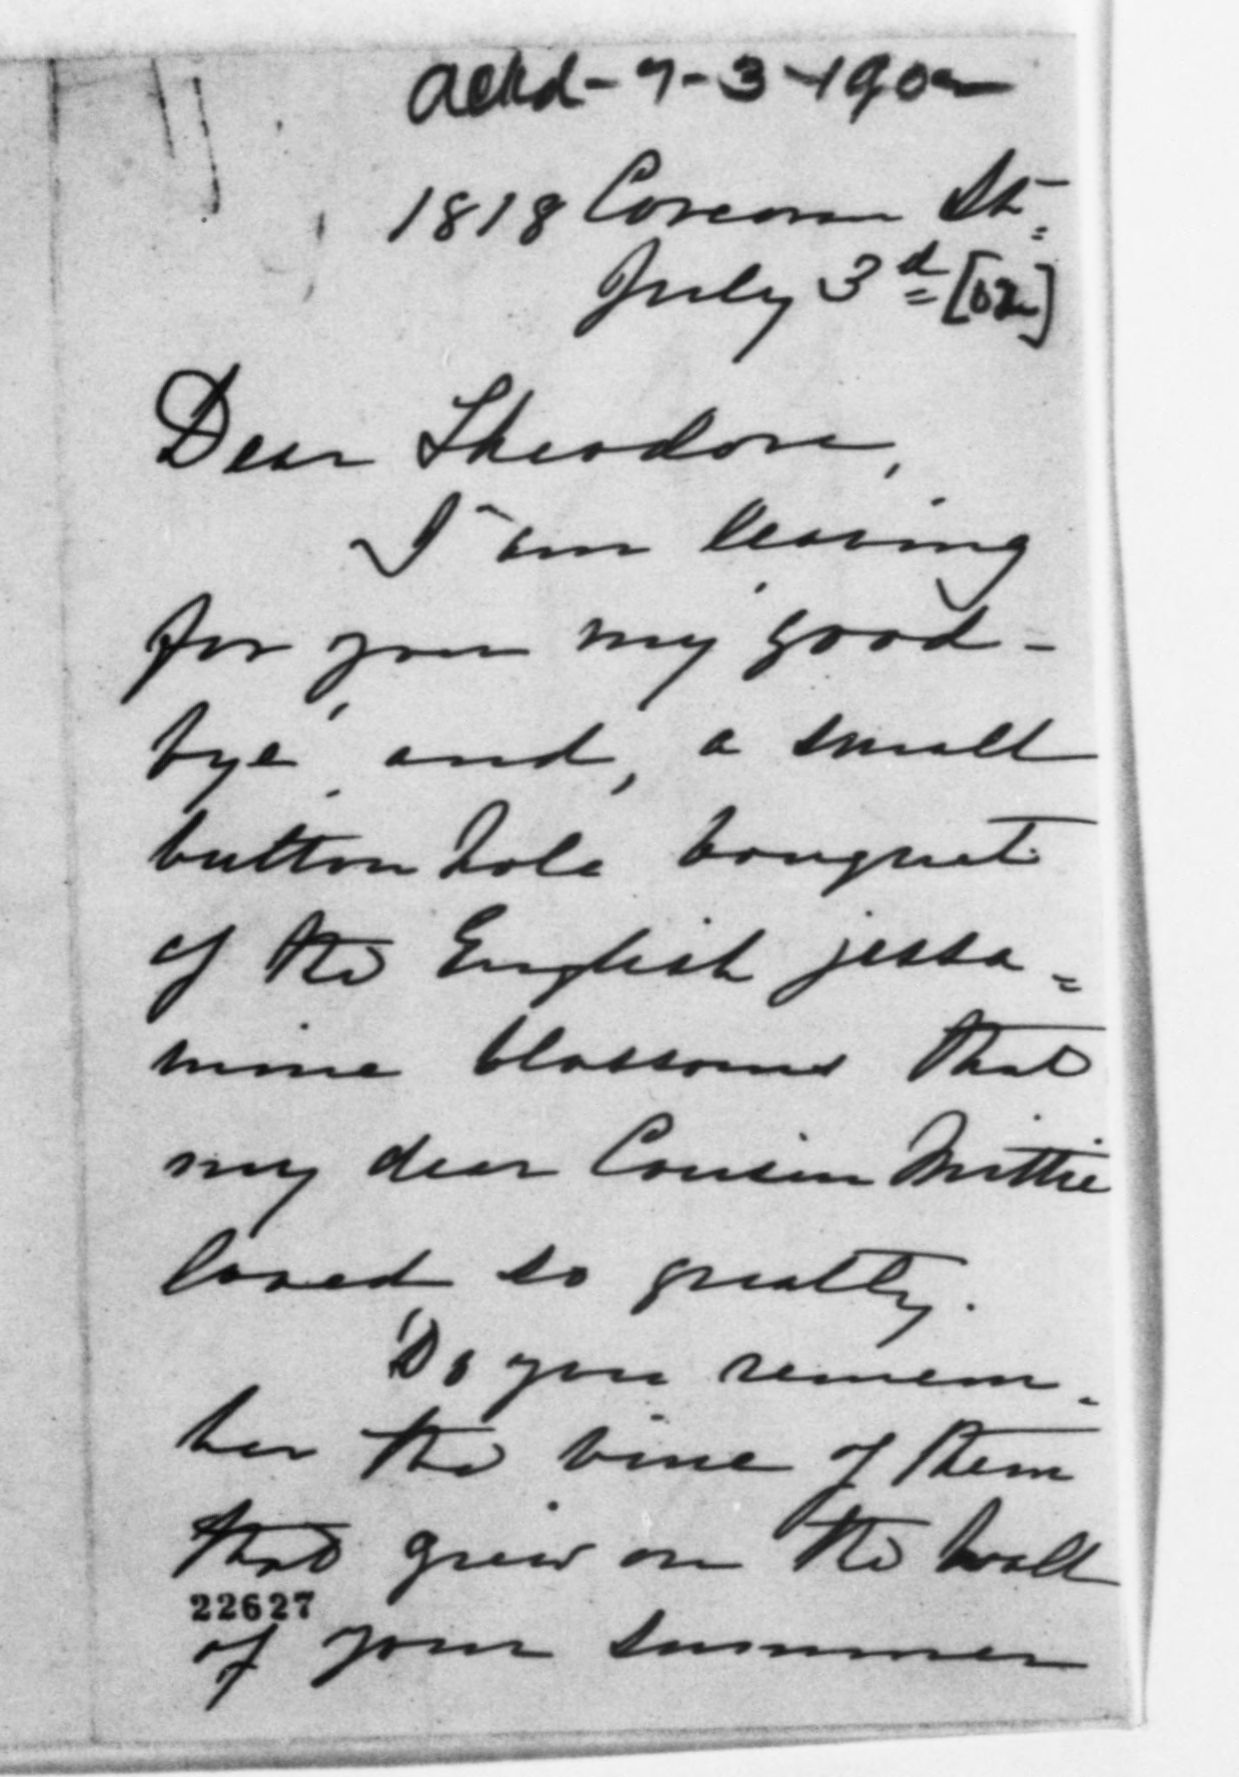 Ackd-7-3-1902
1818 Corcoran St.
July 3d [02]
Dear Theodore,
I am leaving
for you my good-
bye, and, a small
button hole bouquet
of the English jessa=
mine blossoms that
my dear Cousin Mittie
loved so greatly.
Do you remem-
ber the vine of them
that grew on the wall
22627
of your summer